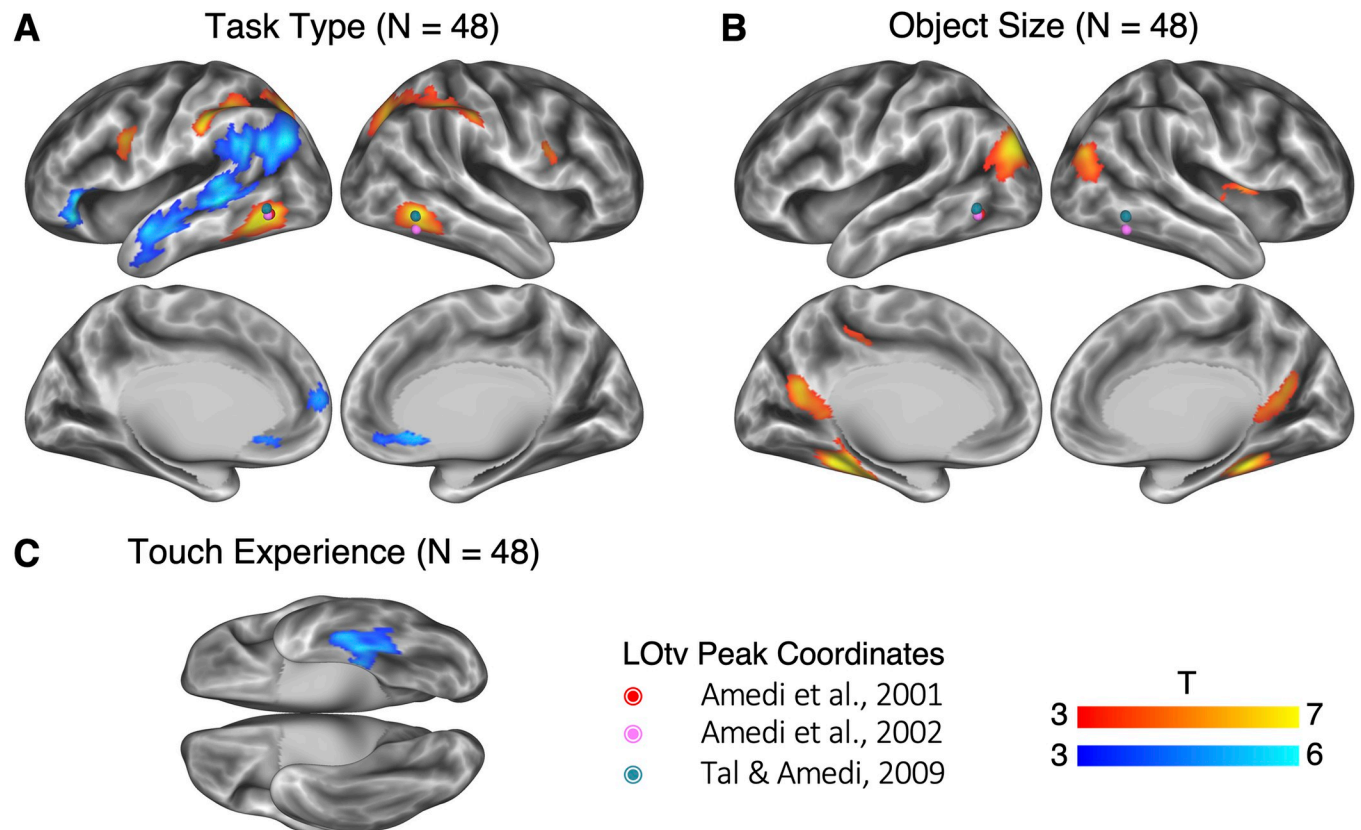 A Task Type (N = 48)
B Object Size (N = 48)
C Touch Experience (N = 48)
LOtv Peak Coordinates
Amedi et al., 2001
Amedi et al., 2002
Tal & Amedi, 2009
T
3 7
3 6